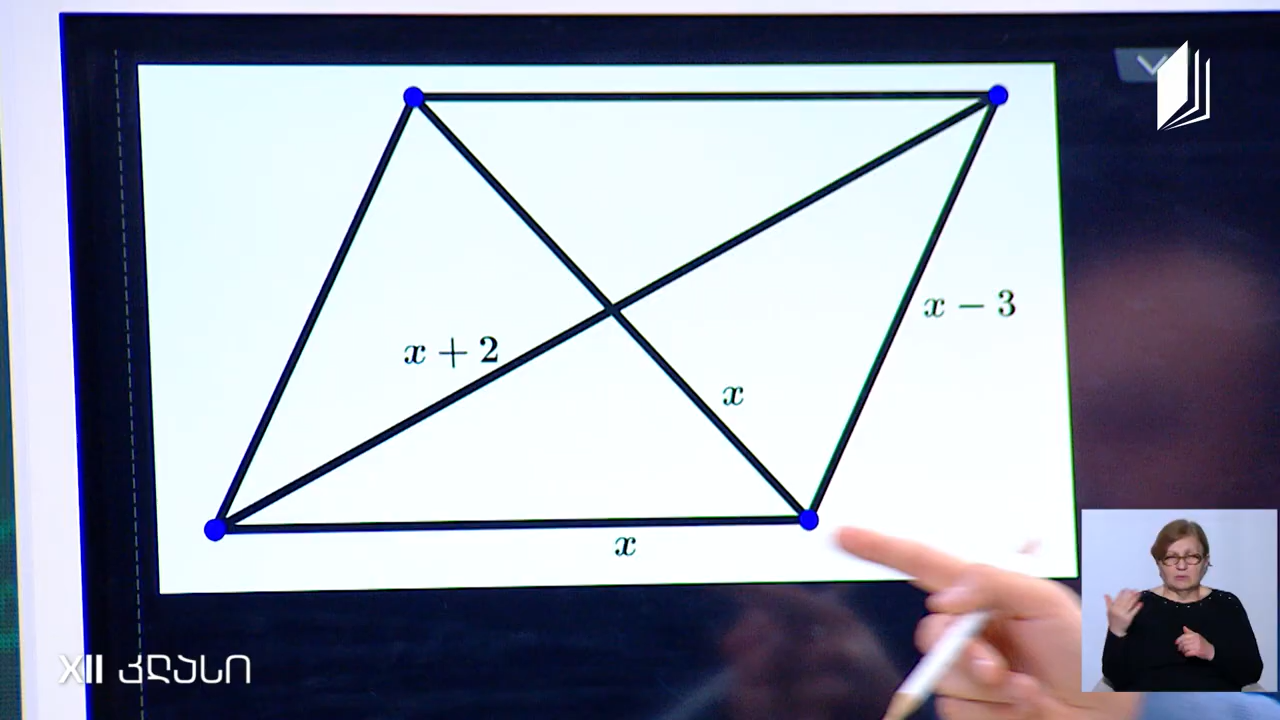 x − 3
x + 2
x
x
XII ᲙᲚᲐᲡᲘ